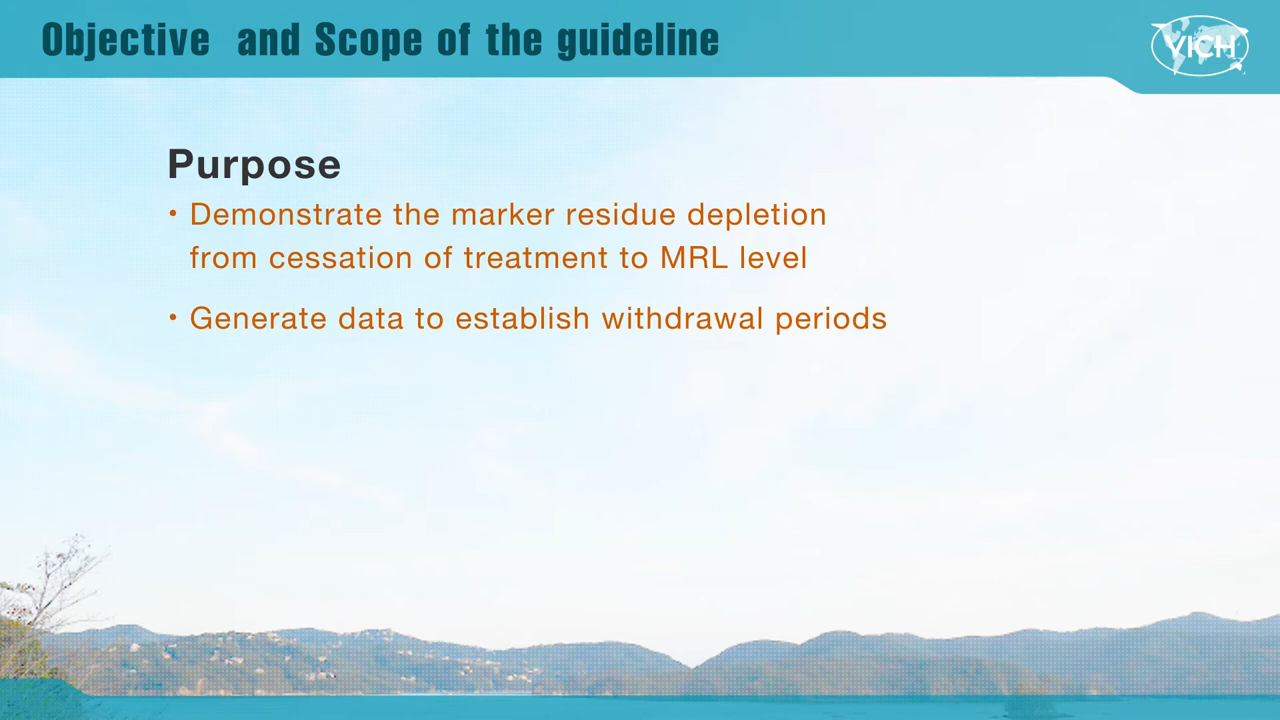 Objective and Scope of the guideline
VICH
Purpose
• Demonstrate the marker residue depletion
from cessation of treatment to MRL level
• Generate data to establish withdrawal periods